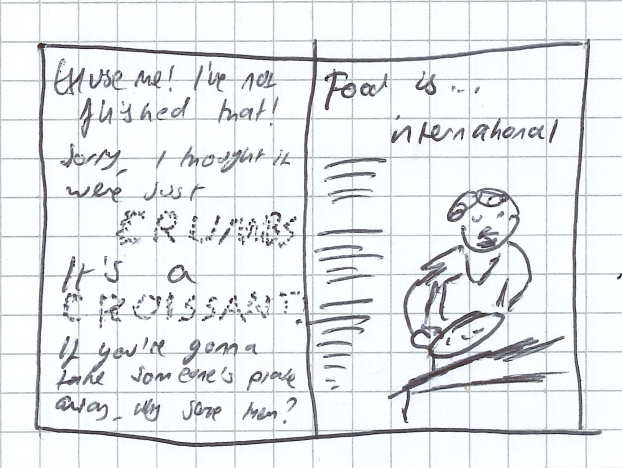 Excuse me! I've not
finished that!
Sorry, I thought it
were just
CRUMBS
It's a
CROISSANT!
If you're gonna
take someone's plate
away, why serve them?
Food is...
international